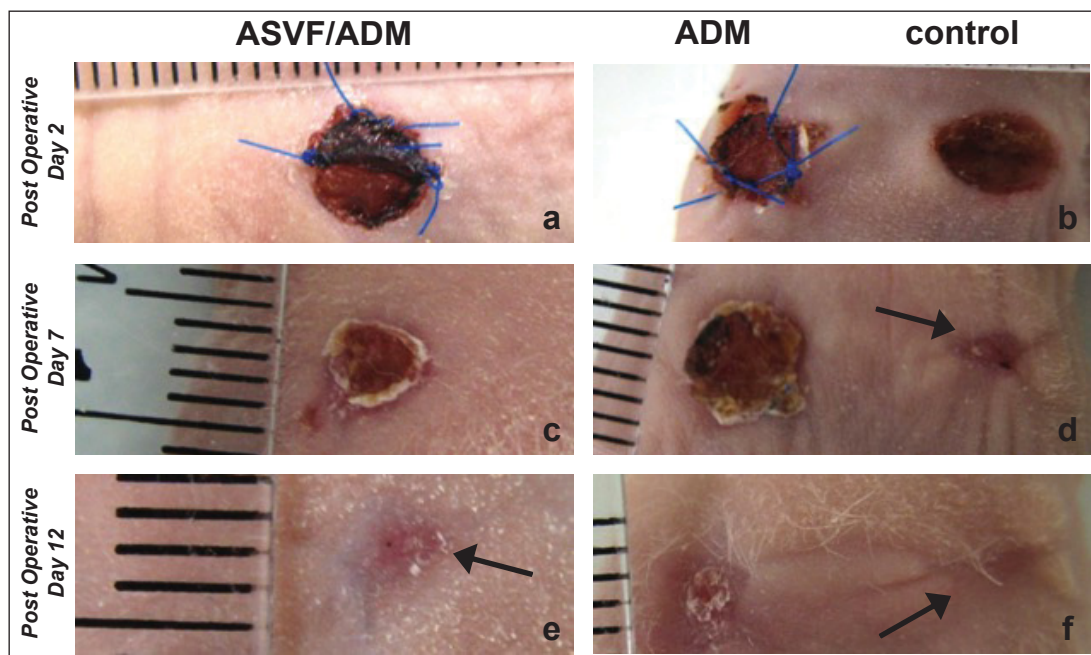 ASVF/ADM
ADM
control
Post Operative
Day 2
a
b
Post Operative
Day 7
c
d
Post Operative
Day 12
e
f